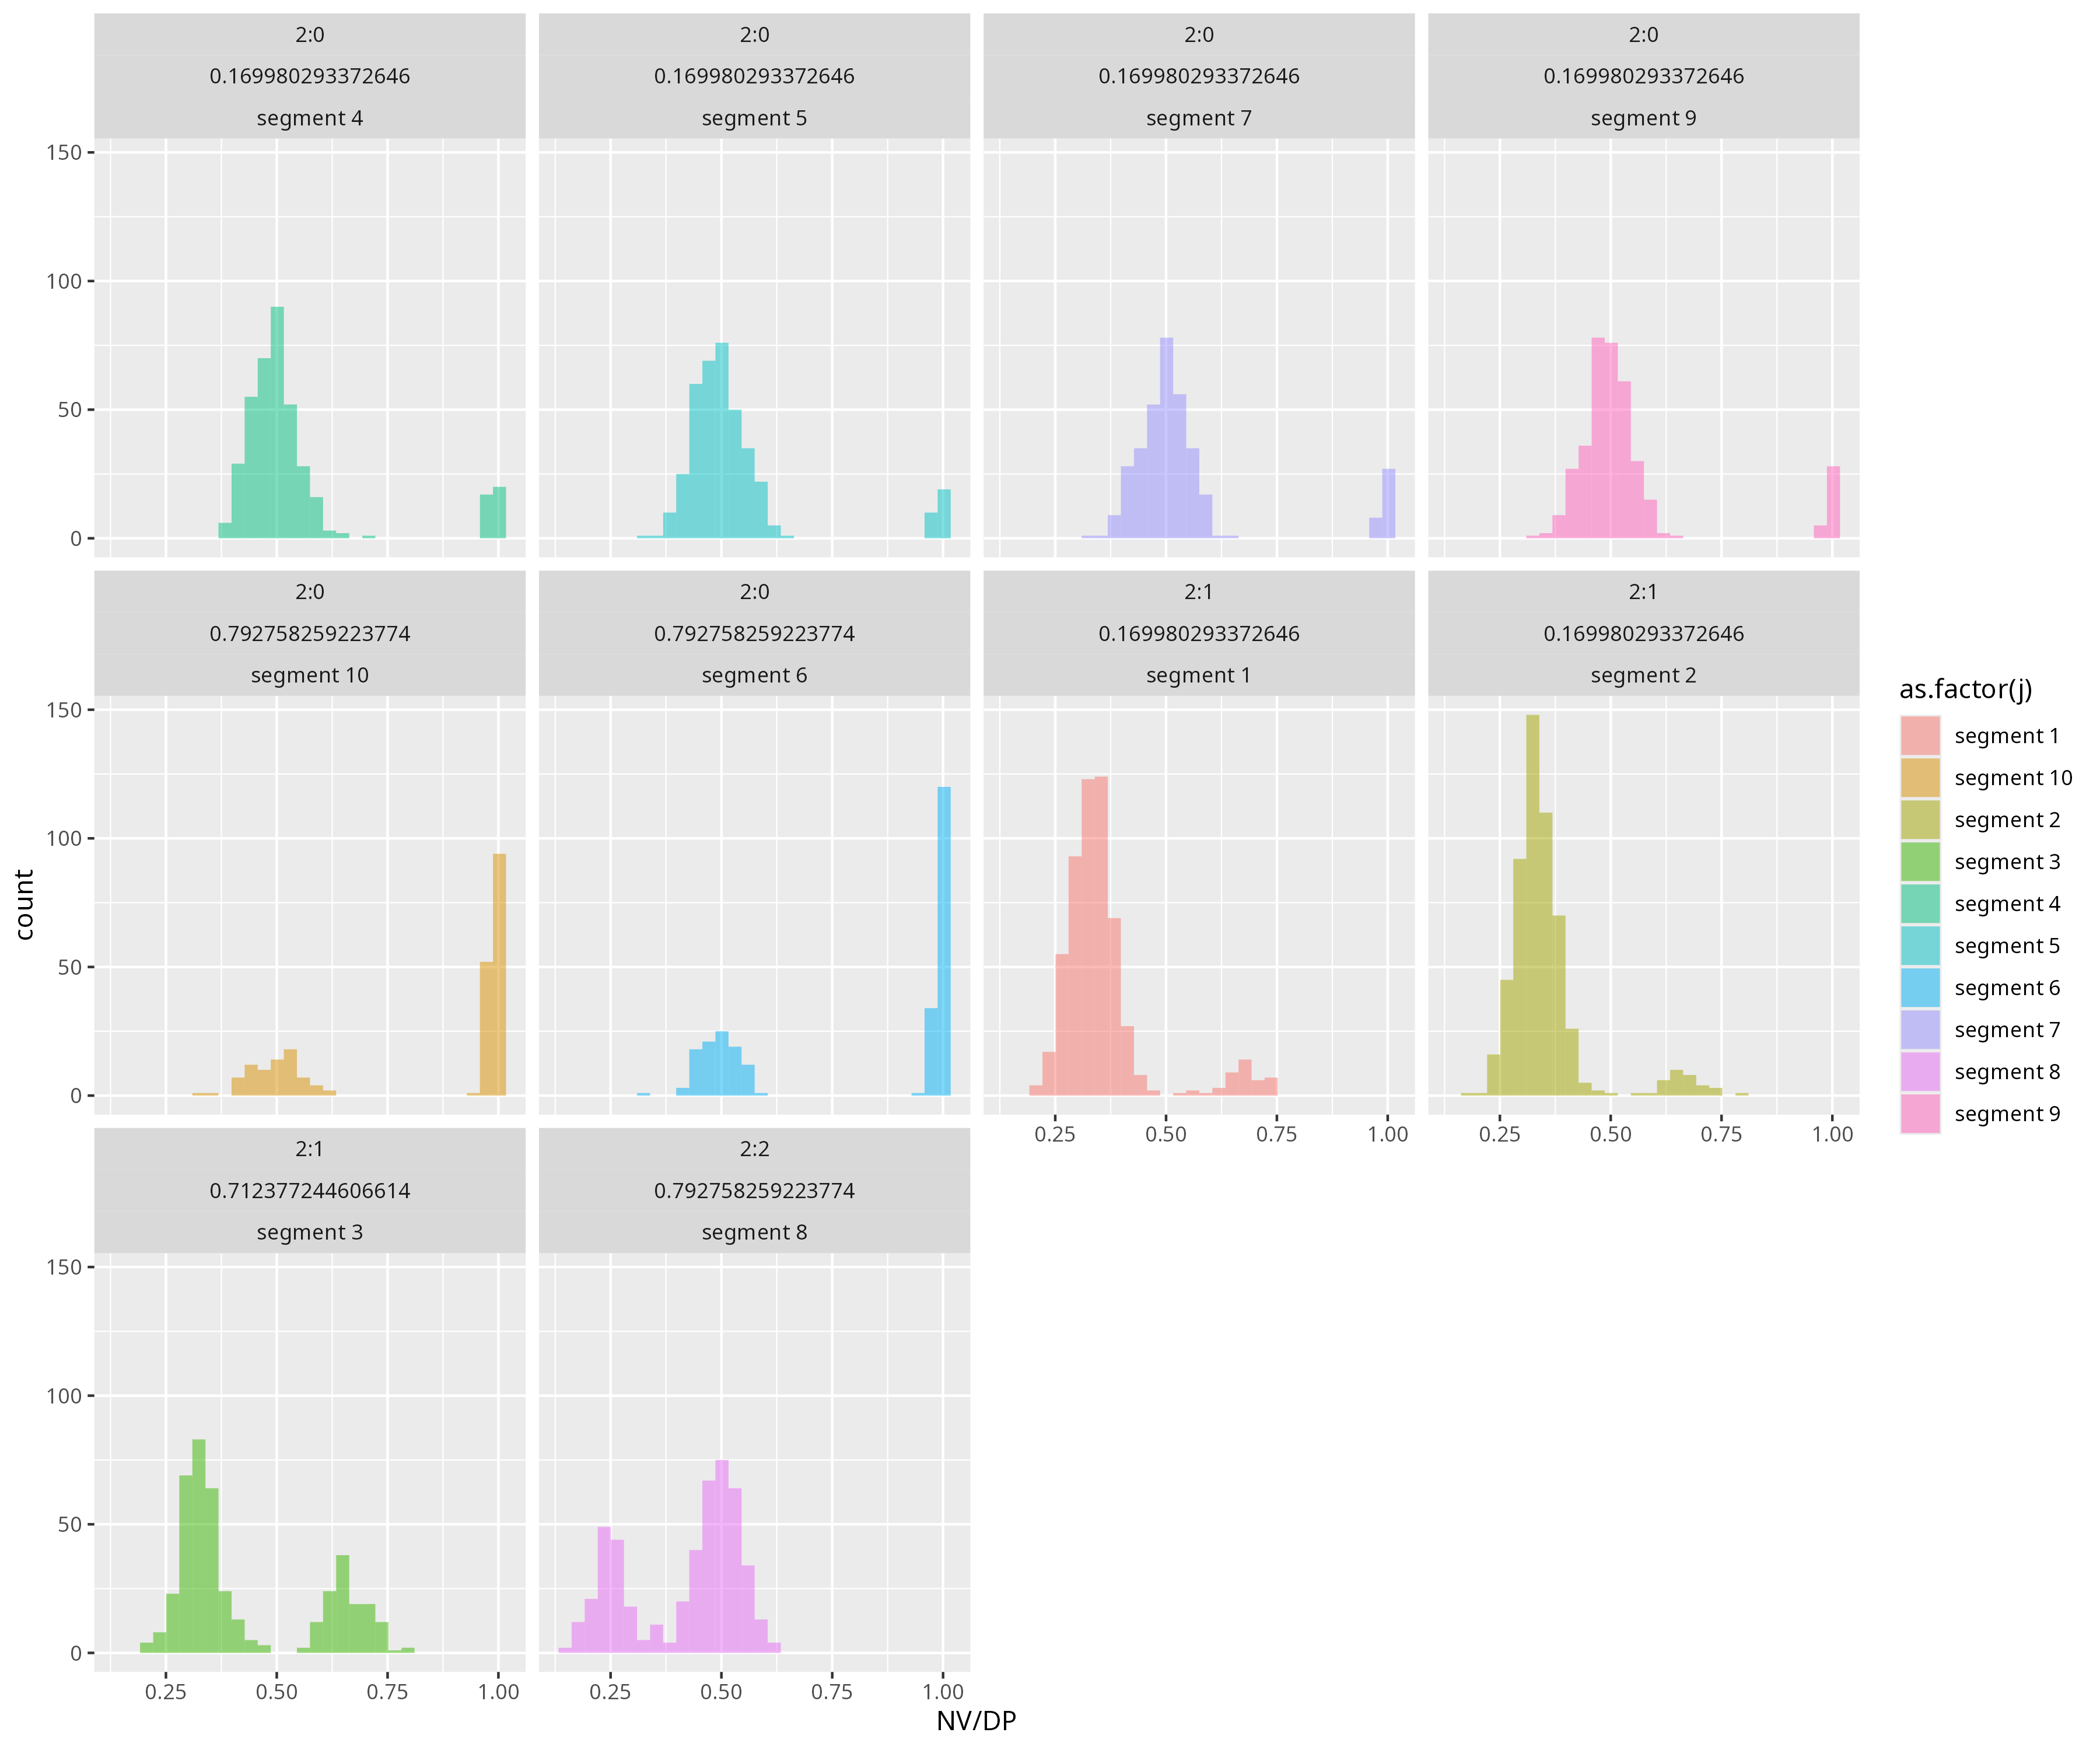 2:0
0.169980293372646
segment 4
2:0
0.169980293372646
segment 5
2:0
0.169980293372646
segment 7
2:0
0.169980293372646
segment 9
150
100
50
0
2:0
0.792758259223774
segment 10
2:0
0.792758259223774
segment 6
2:1
0.169980293372646
segment 1
2:1
0.169980293372646
segment 2
150
100
50
0
0.25 0.50 0.75 1.00
0.25 0.50 0.75 1.00
2:1
0.712377244606614
segment 3
2:2
0.792758259223774
segment 8
150
100
50
0
0.25 0.50 0.75 1.00
0.25 0.50 0.75 1.00
NV/DP
count
as.factor(j)
segment 1
segment 10
segment 2
segment 3
segment 4
segment 5
segment 6
segment 7
segment 8
segment 9